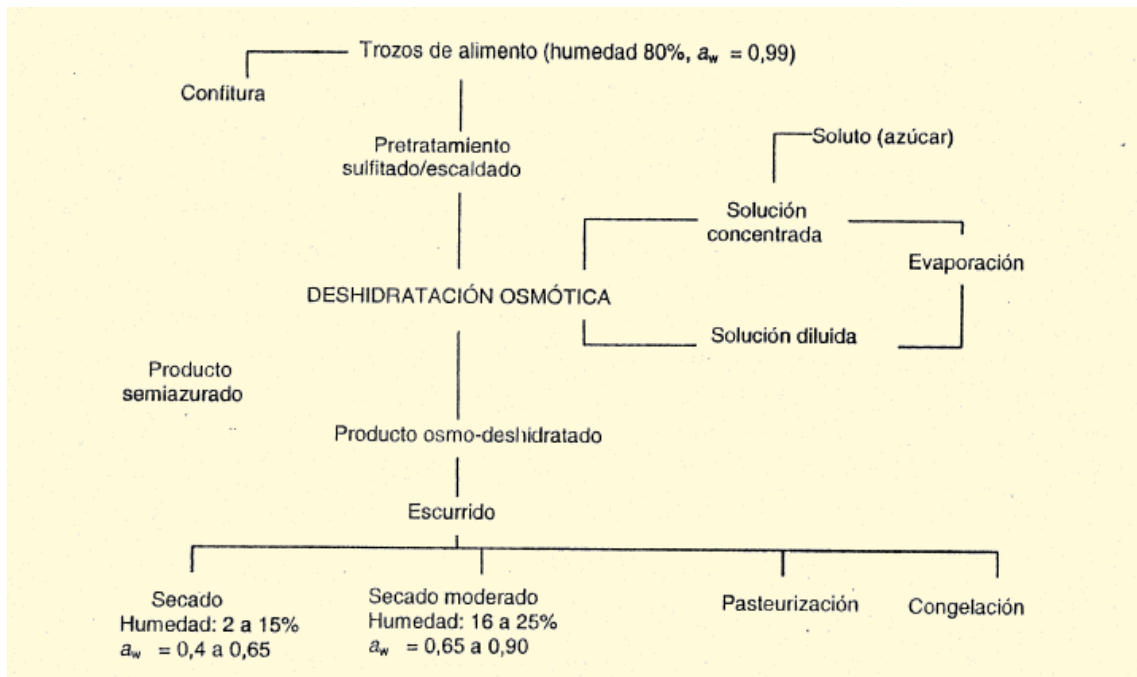 Trozos de alimento (humedad 80%, aw = 0,99)
Confitura
Pretratamiento
sulfitado/escaldado
Soluto (azúcar)
Solución
concentrada
Evaporación
DESHIDRATACIÓN OSMÓTICA
Solución diluida
Producto
semiazurado
Producto osmo-deshidratado
Escurrido
Secado
Humedad: 2 a 15%
aw = 0,4 a 0,65
Secado moderado
Humedad: 16 a 25%
aw = 0,65 a 0,90
Pasteurización
Congelación